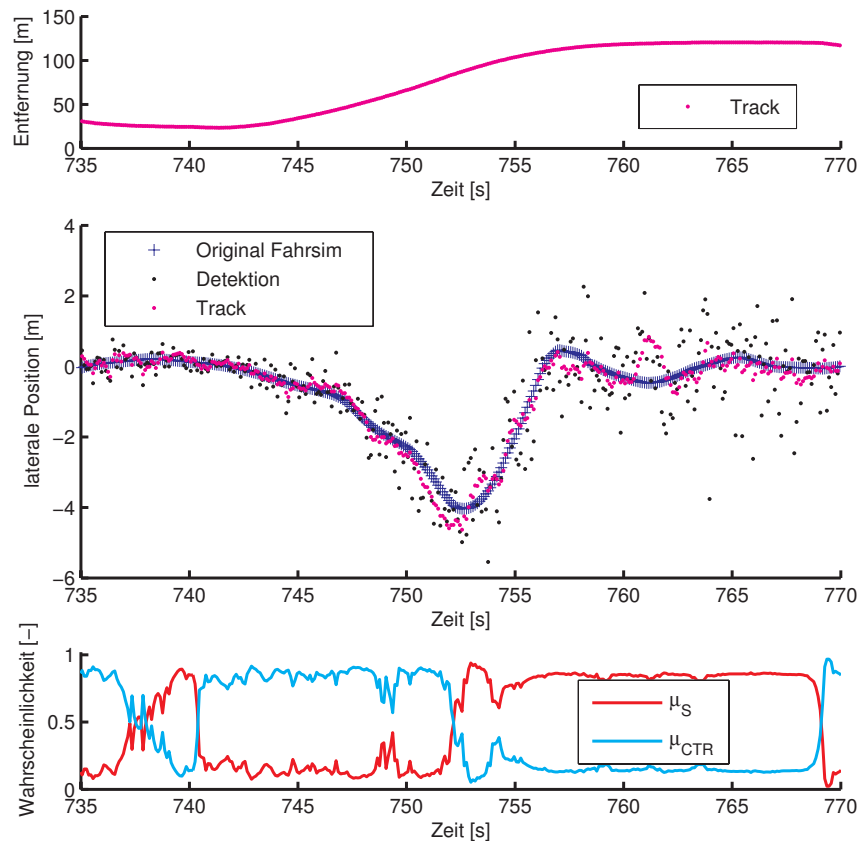 150
100
50
0
Entfernung [m]
Track
735 740 745 750 755 760 765 770
Zeit [s]
4
2
0
−2
−4
−6
laterale Position [m]
Original Fahrsim
Detektion
Track
735 740 745 750 755 760 765 770
Zeit [s]
1
0.5
0
Wahrscheinlichkeit [−]
μS
μCTR
735 740 745 750 755 760 765 770
Zeit [s]